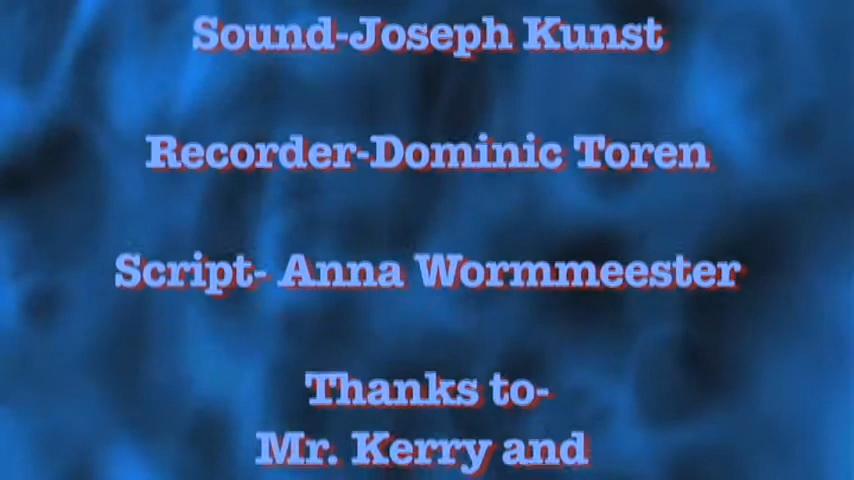 Sound-Joseph Kunst
Recorder-Dominic Toren
Script- Anna Wormmeester
Thanks to-
Mr. Kerry and